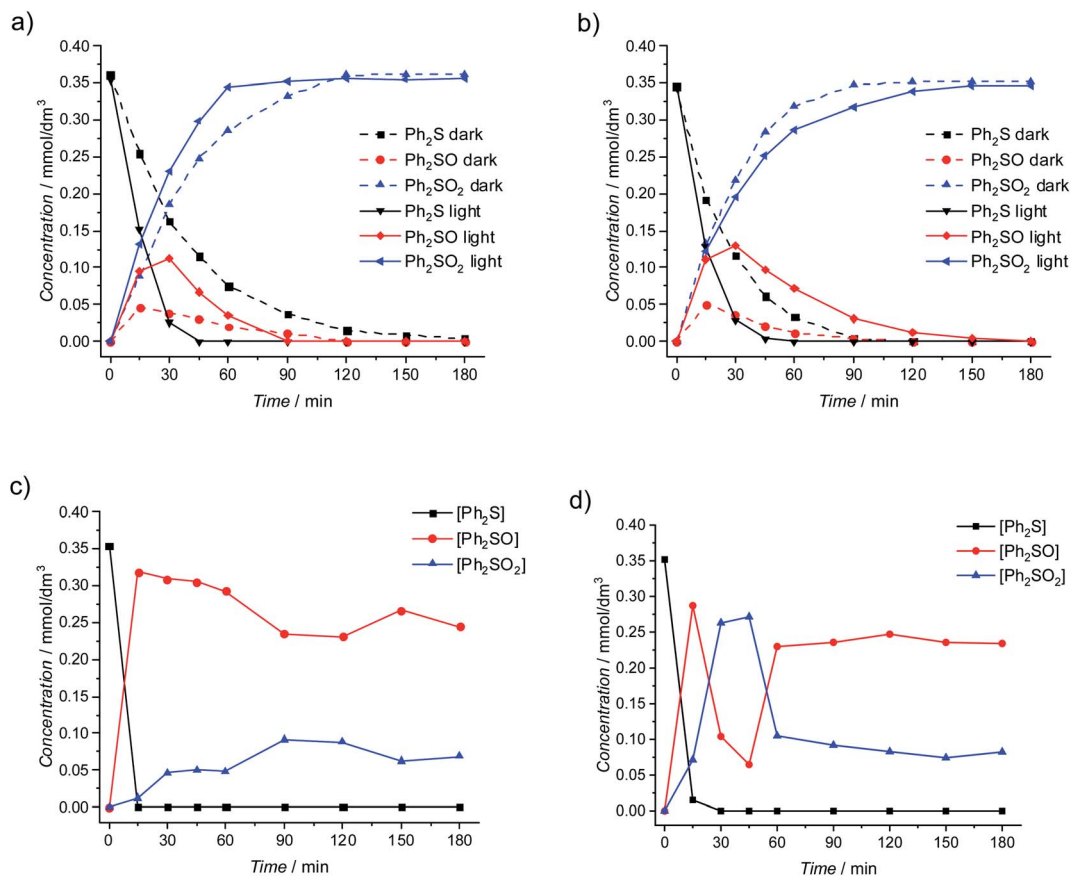 a)
0.40
0.35
0.30
0.25
0.20
0.15
0.10
0.05
0.00
Concentration / mmol/dm³
Ph₂S dark
Ph₂SO dark
Ph₂SO₂ dark
Ph₂S light
Ph₂SO light
Ph₂SO₂ light
0 30 60 90 120 150 180
Time / min
b)
0.40
0.35
0.30
0.25
0.20
0.15
0.10
0.05
0.00
Concentration / mmol/dm³
Ph₂S dark
Ph₂SO dark
Ph₂SO₂ dark
Ph₂S light
Ph₂SO light
Ph₂SO₂ light
0 30 60 90 120 150 180
Time / min
c)
0.40
0.35
0.30
0.25
0.20
0.15
0.10
0.05
0.00
Concentration / mmol/dm³
[Ph₂S]
[Ph₂SO]
[Ph₂SO₂]
0 30 60 90 120 150 180
Time / min
d)
0.40
0.35
0.30
0.25
0.20
0.15
0.10
0.05
0.00
Concentration / mmol/dm³
[Ph₂S]
[Ph₂SO]
[Ph₂SO₂]
0 15 30 45 60 75 90 105 120 135 150 165 180
Time / min